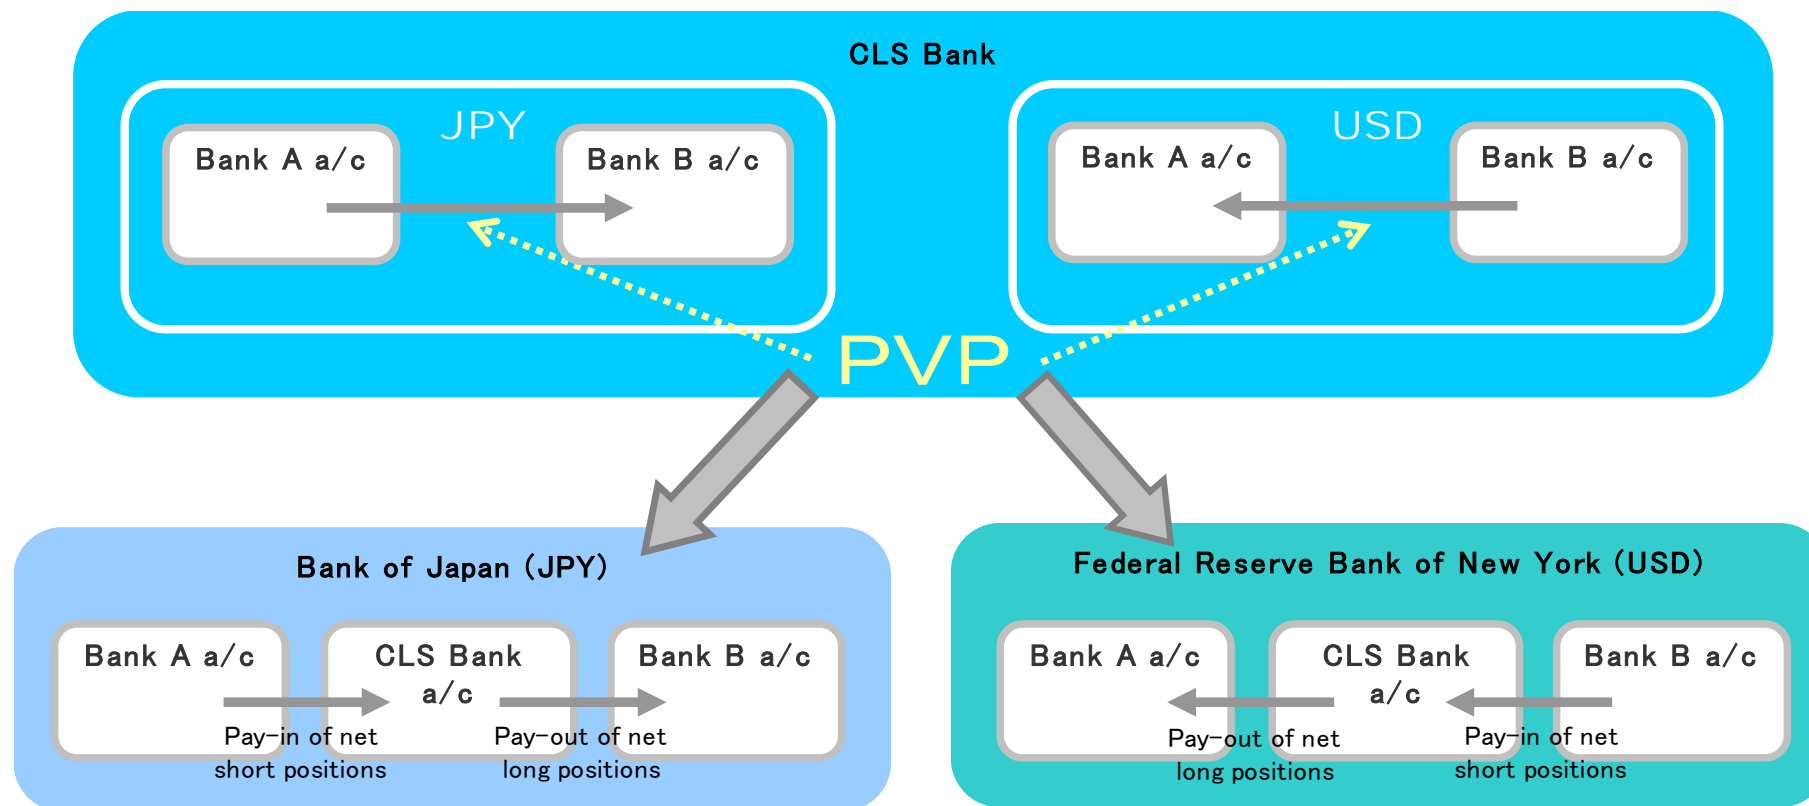 CLS Bank
JPY
Bank A a/c
Bank B a/c
USD
Bank A a/c
Bank B a/c
PVP
Bank of Japan (JPY)
Bank A a/c
CLS Bank
a/c
Bank B a/c
Pay-in of net
short positions
Pay-out of net
long positions
Federal Reserve Bank of New York (USD)
Bank A a/c
CLS Bank
a/c
Bank B a/c
Pay-out of net
long positions
Pay-in of net
short positions